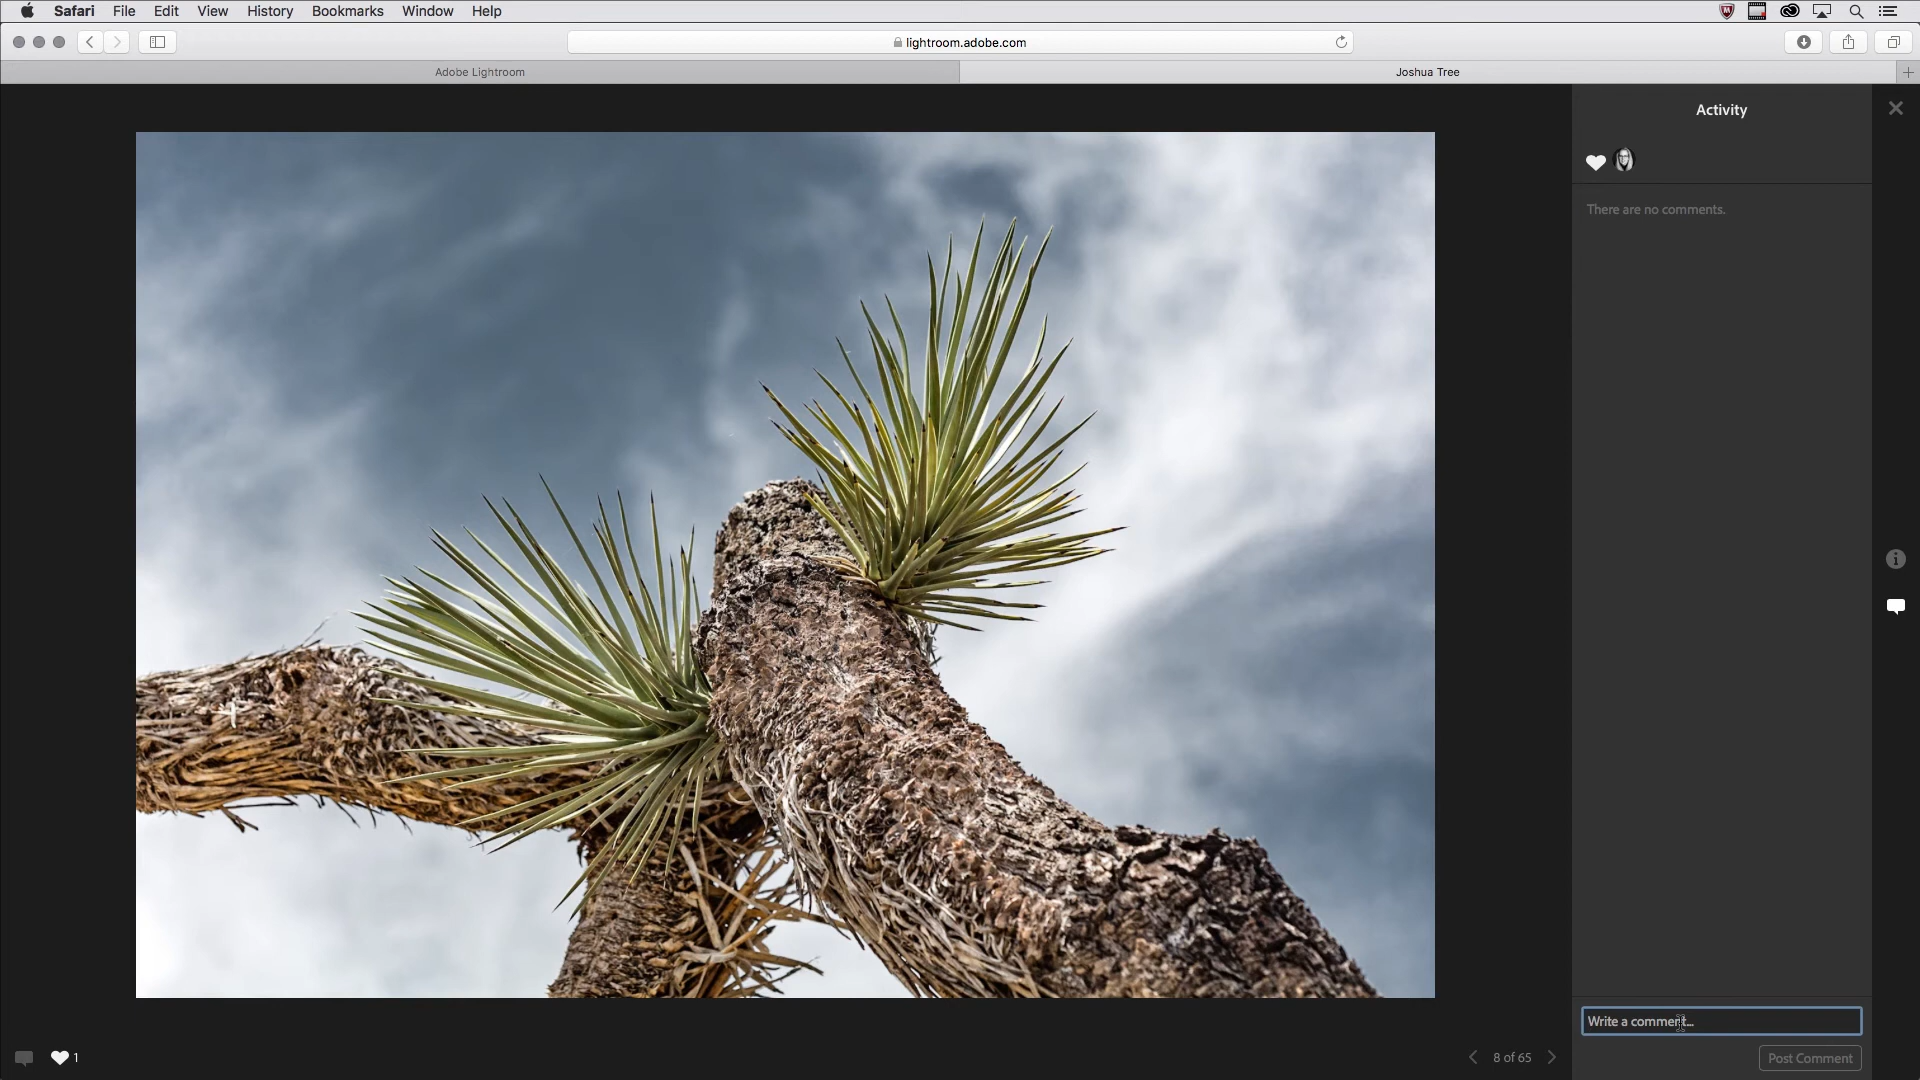 Safari File Edit View History Bookmarks Window Help
lightroom.adobe.com
Adobe Lightroom
Joshua Tree
Activity
There are no comments.
Write a comment...
1
8 of 65
Post Comment